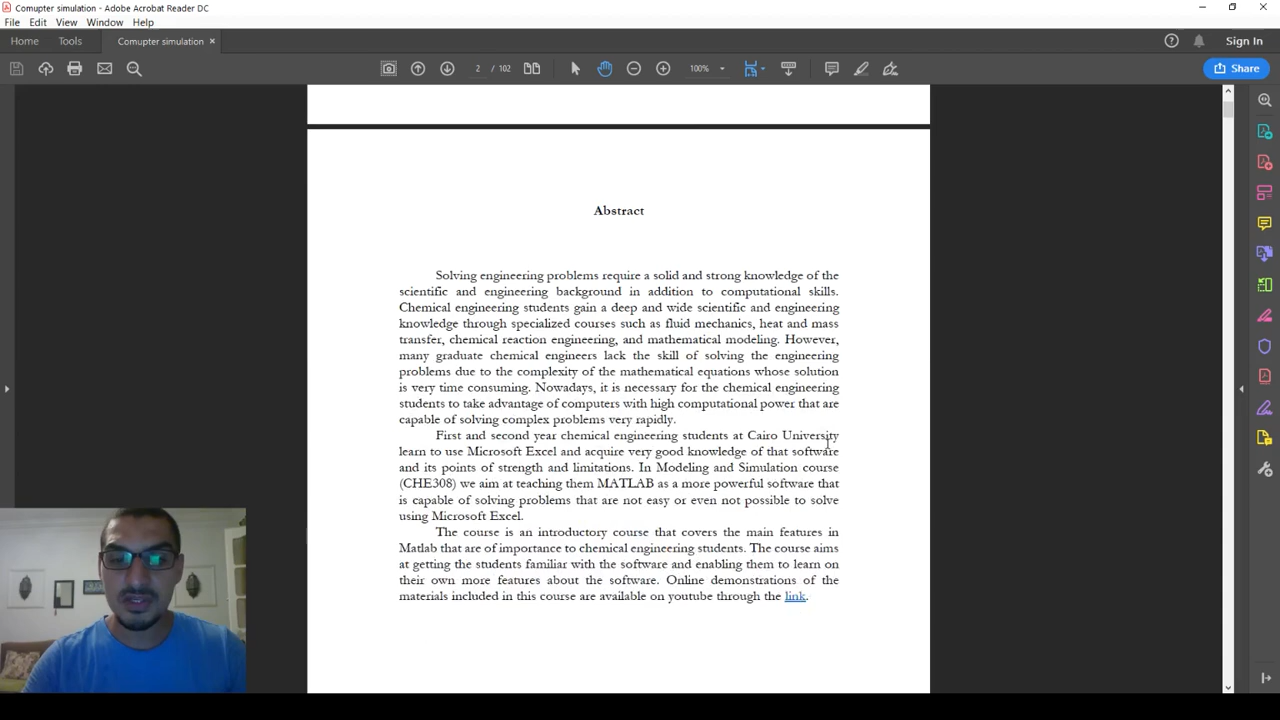 Comupter simulation - Adobe Acrobat Reader DC
File Edit View Window Help
Home Tools Comupter simulation × Sign In
2 / 102 100% Share
Abstract
Solving engineering problems require a solid and strong knowledge of the
scientific and engineering background in addition to computational skills.
Chemical engineering students gain a deep and wide scientific and engineering
knowledge through specialized courses such as fluid mechanics, heat and mass
transfer, chemical reaction engineering, and mathematical modeling. However,
many graduate chemical engineers lack the skill of solving the engineering
problems due to the complexity of the mathematical equations whose solution
is very time consuming. Nowadays, it is necessary for the chemical engineering
students to take advantage of computers with high computational power that are
capable of solving complex problems very rapidly.
First and second year chemical engineering students at Cairo University
learn to use Microsoft Excel and acquire very good knowledge of that software
and its points of strength and limitations. In Modeling and Simulation course
(CHE308) we aim at teaching them MATLAB as a more powerful software that
is capable of solving problems that are not easy or even not possible to solve
using Microsoft Excel.
The course is an introductory course that covers the main features in
Matlab that are of importance to chemical engineering students. The course aims
at getting the students familiar with the software and enabling them to learn on
their own more features about the software. Online demonstrations of the
materials included in this course are available on youtube through the link.